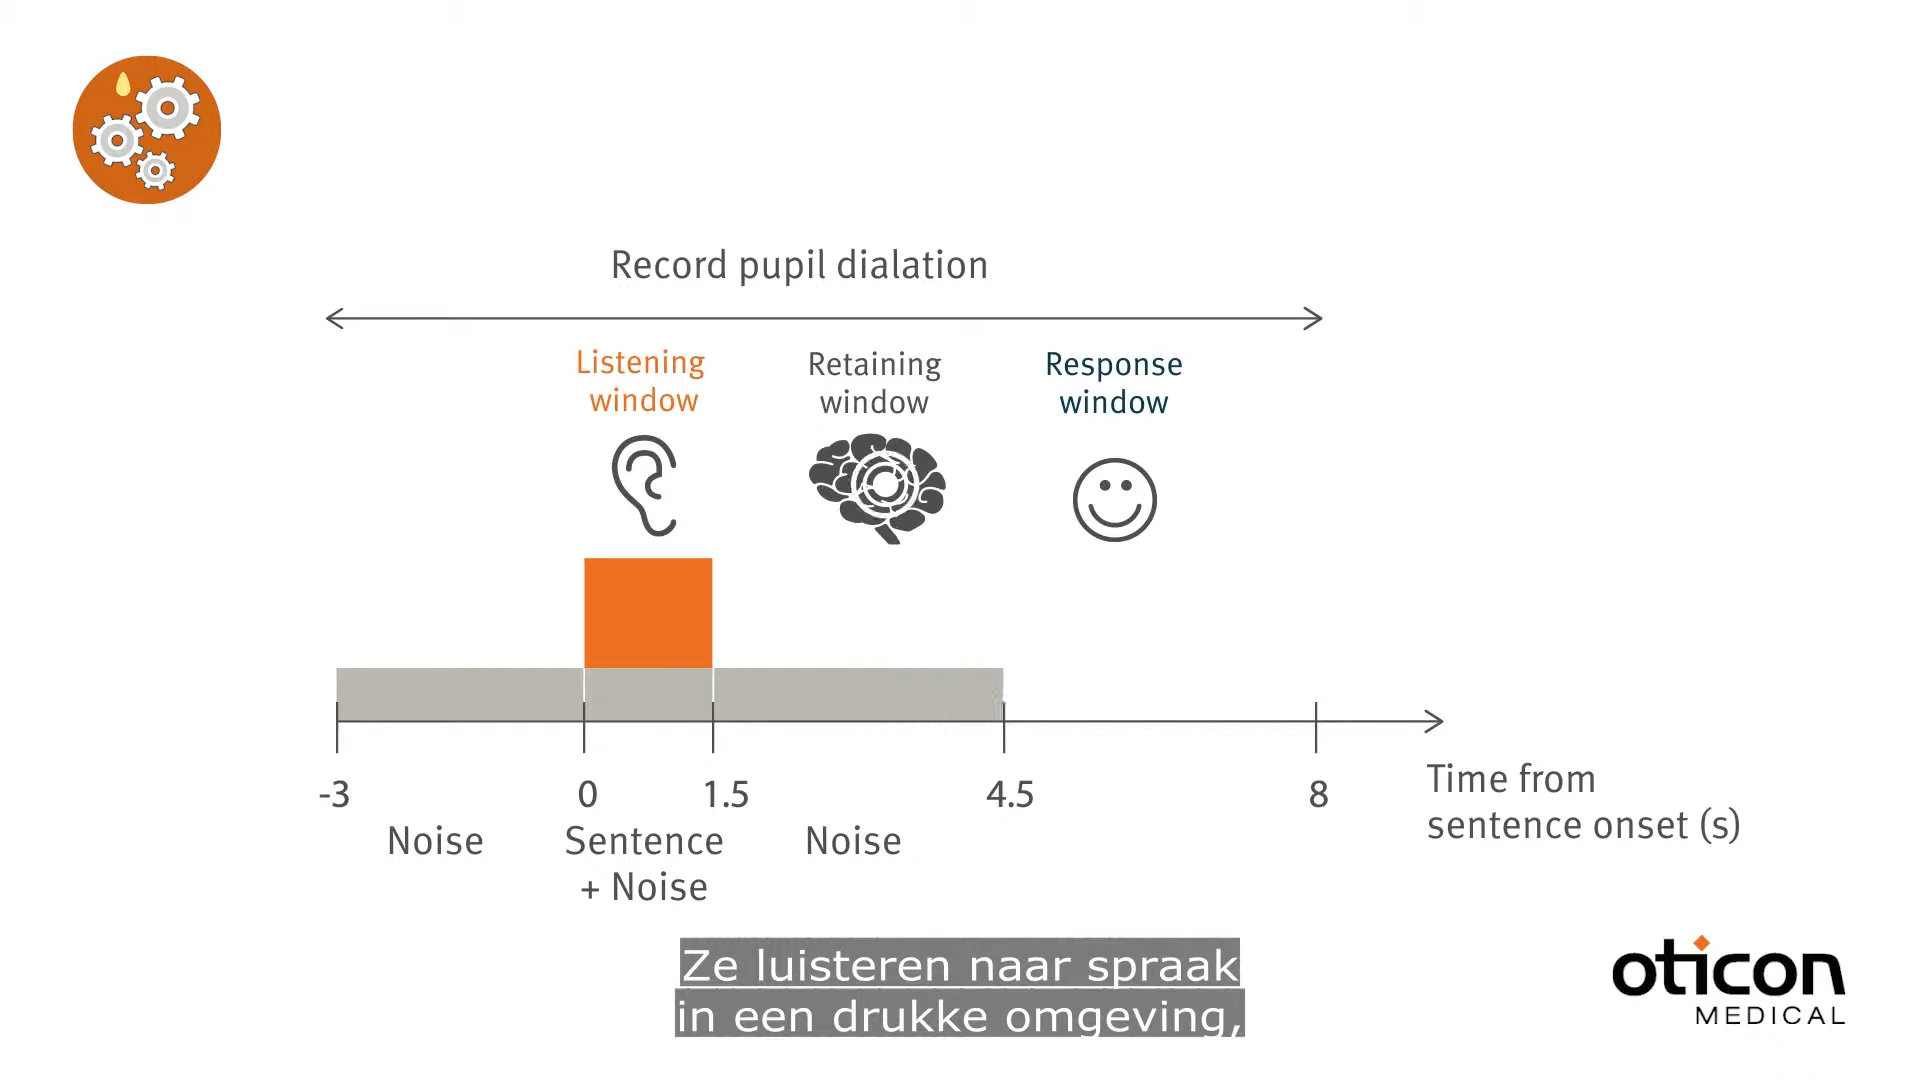 Record pupil dialation
Listening
window
Retaining
window
Response
window
-3
0
1.5
4.5
8
Time from
sentence onset (s)
Noise
Sentence
+ Noise
Noise
Ze luisteren naar spraak
in een drukke omgeving,
oticon
MEDICAL